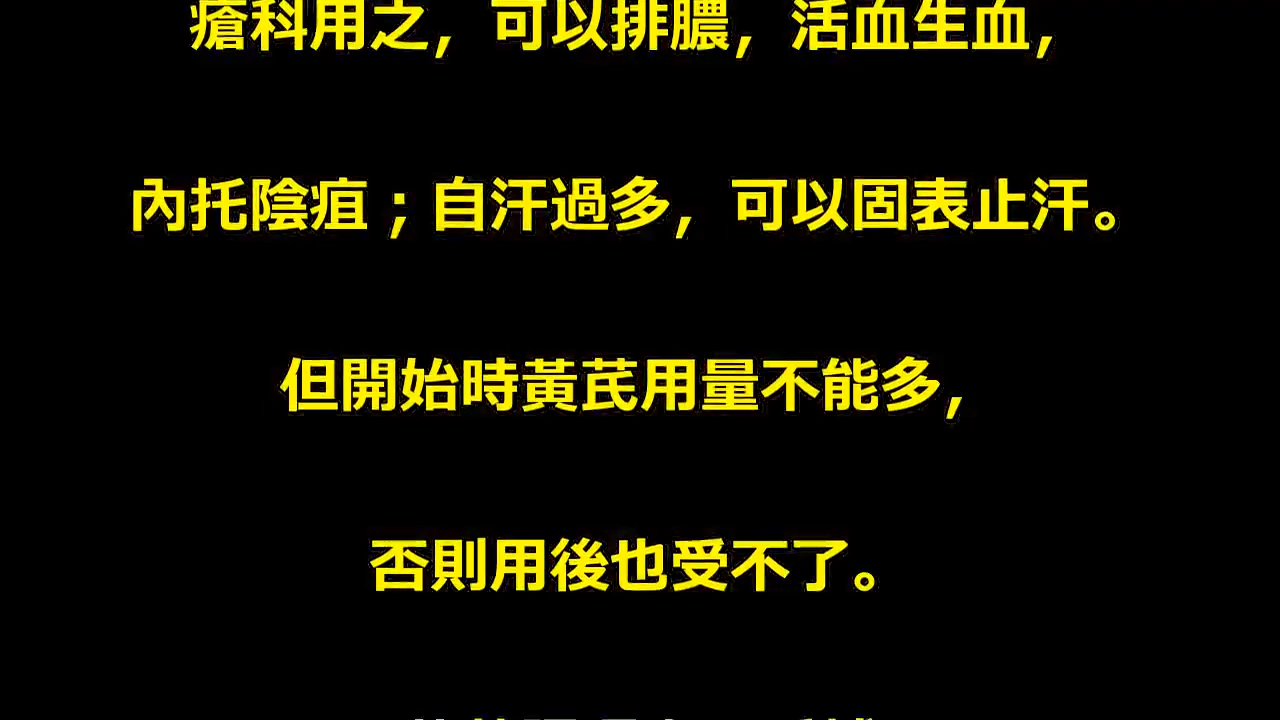 瘡科用之，可以排膿，活血生血，
內托陰疽；自汗過多，可以固表止汗。
但開始時黃芪用量不能多，
否則用後也受不了。